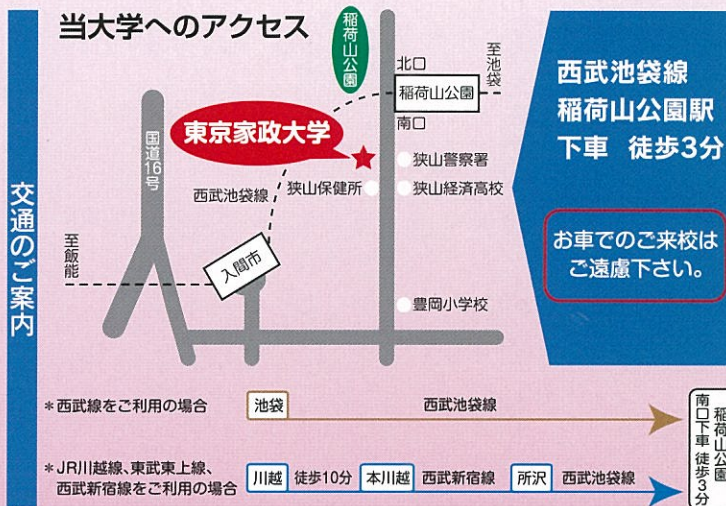 当大学へのアクセス
交通のご案内
稲荷山公園
北口
稲荷山公園
南口
至池袋
国道16号
東京家政大学
西武池袋線
狭山保健所
狭山警察署
狭山経済高校
至飯能
入間市
豊岡小学校
西武池袋線
稲荷山公園駅
下車 徒歩3分
お車でのご来校は
ご遠慮下さい。
*西武線をご利用の場合
池袋 西武池袋線
*JR川越線、東武東上線、
西武新宿線をご利用の場合
川越 徒歩10分 本川越 西武新宿線 所沢 西武池袋線
稲荷山公園
南口下車 徒歩3分